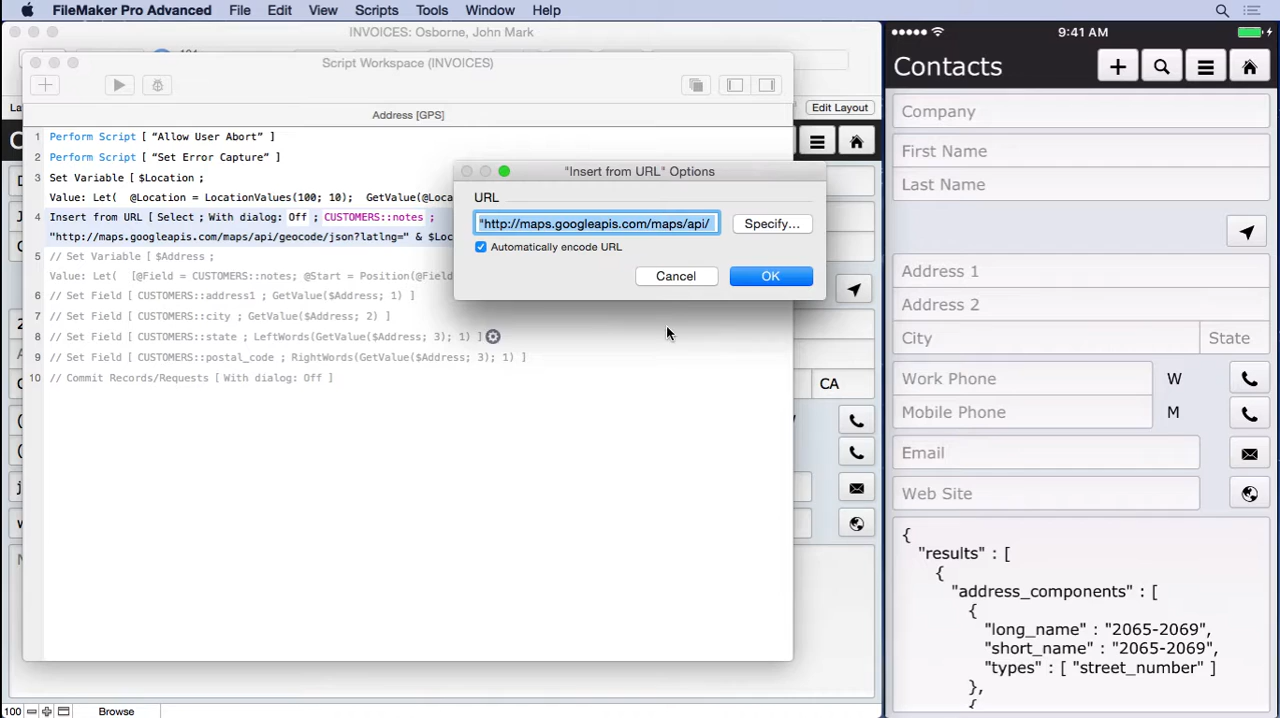 FileMaker Pro Advanced File Edit View Scripts Tools Window Help
INVOICES: Osborne, John Mark
Script Workspace (INVOICES)
Edit Layout
Address [GPS]
1 Perform Script [ “Allow User Abort” ]
2 Perform Script [ “Set Error Capture” ]
3 Set Variable [ $Location ;
Value: Let( @Location = LocationValues(100; 10); GetValue(@Loca
4 Insert from URL [ Select ; With dialog: Off ; CUSTOMERS::notes ;
"http://maps.googleapis.com/maps/api/geocode/json?latlng=" & $Loc
5 // Set Variable [ $Address ;
Value: Let( [@Field = CUSTOMERS::notes; @Start = Position(@Field
6 // Set Field [ CUSTOMERS::address1 ; GetValue($Address; 1) ]
7 // Set Field [ CUSTOMERS::city ; GetValue($Address; 2) ]
8 // Set Field [ CUSTOMERS::state ; LeftWords(GetValue($Address; 3); 1) ]
9 // Set Field [ CUSTOMERS::postal_code ; RightWords(GetValue($Address; 3); 1) ]
10 // Commit Records/Requests [ With dialog: Off ]
"Insert from URL" Options
URL
"http://maps.googleapis.com/maps/api/
Specify...
Automatically encode URL
Cancel
OK
CA
100
Browse
9:41 AM
Contacts
Company
First Name
Last Name
Address 1
Address 2
City
State
Work Phone
W
Mobile Phone
M
Email
Web Site
{
"results" : [
{
"address_components" : [
{
"long_name" : "2065-2069",
"short_name" : "2065-2069",
"types" : [ "street_number" ]
},
{